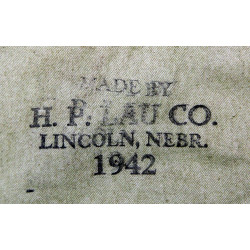 MADE BY
H. P. LAU CO.
LINCOLN, NEBR.
1942